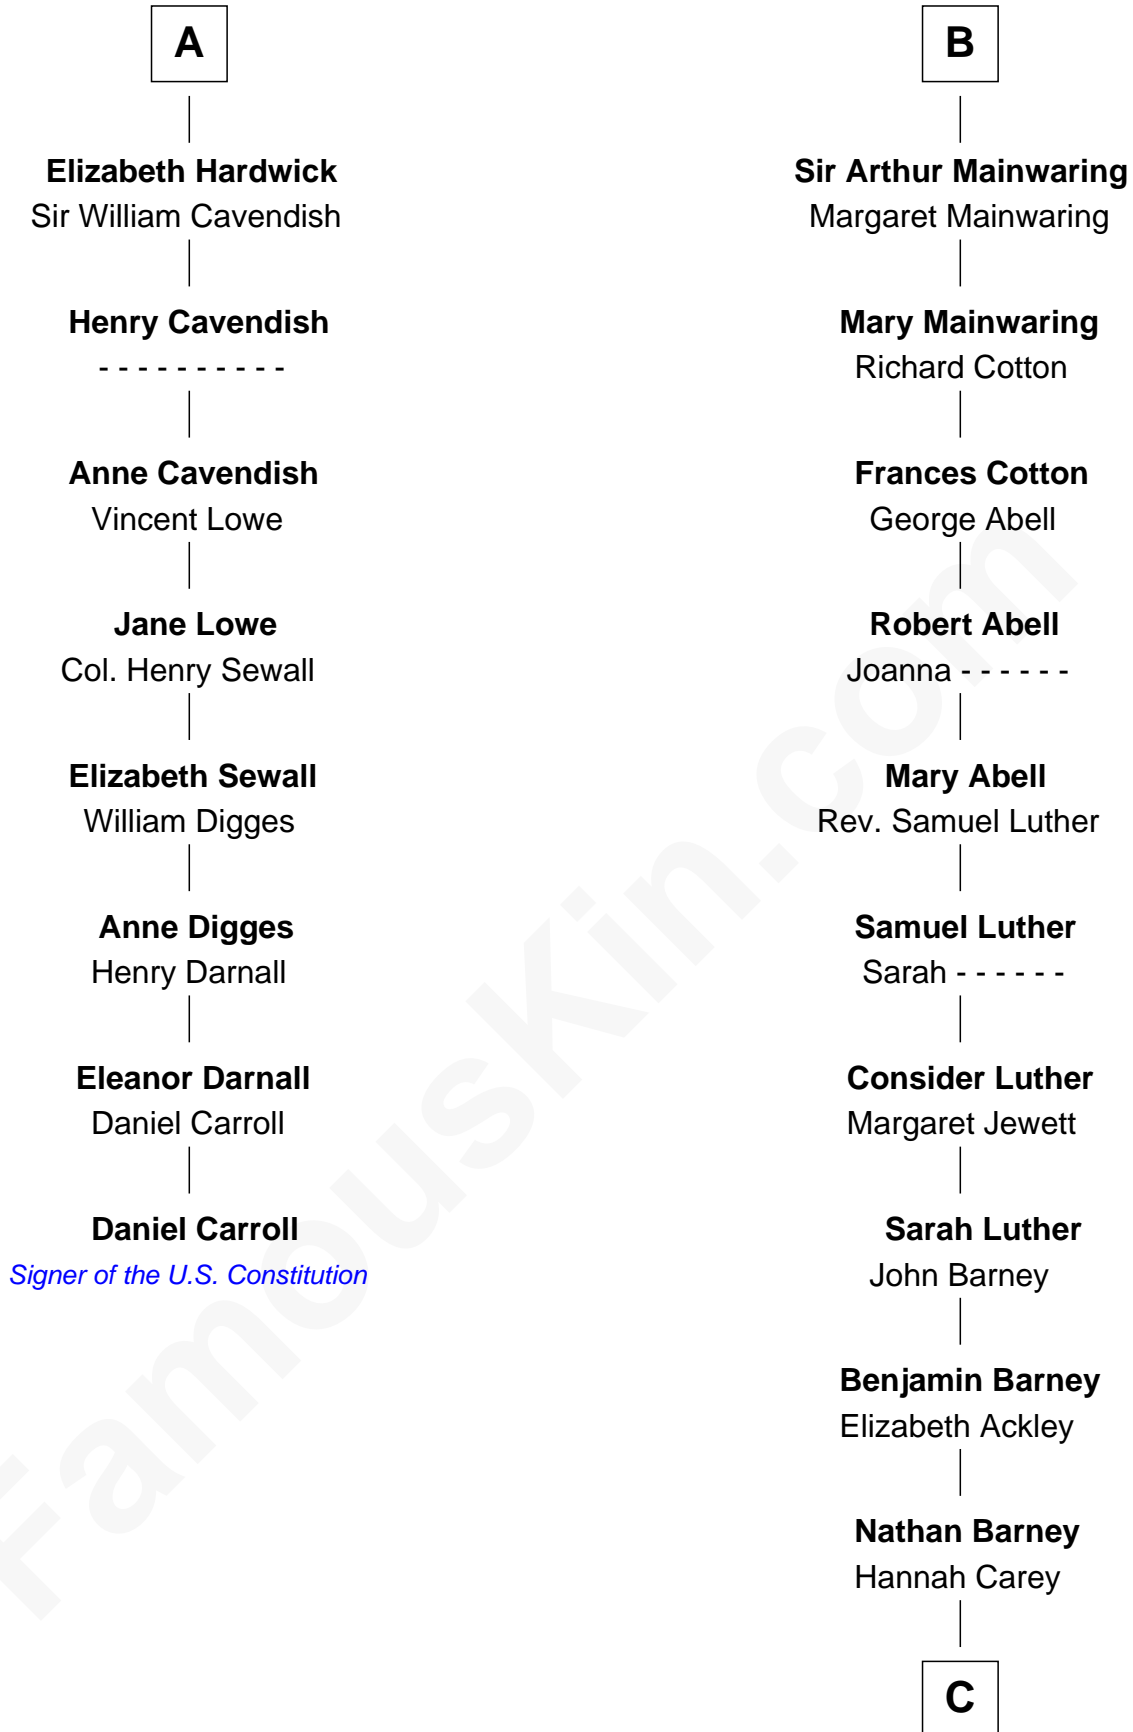 A
Elizabeth Hardwick
Sir William Cavendish
Henry Cavendish
- - - - - - - - - -
Anne Cavendish
Vincent Lowe
Jane Lowe
Col. Henry Sewall
Elizabeth Sewall
William Digges
Anne Digges
Henry Darnall
Eleanor Darnall
Daniel Carroll
Daniel Carroll
Signer of the U.S. Constitution
B
Sir Arthur Mainwaring
Margaret Mainwaring
Mary Mainwaring
Richard Cotton
Frances Cotton
George Abell
Robert Abell
Joanna - - - - - -
Mary Abell
Rev. Samuel Luther
Samuel Luther
Sarah - - - - - -
Consider Luther
Margaret Jewett
Sarah Luther
John Barney
Benjamin Barney
Elizabeth Ackley
Nathan Barney
Hannah Carey
C
FamousKin.com